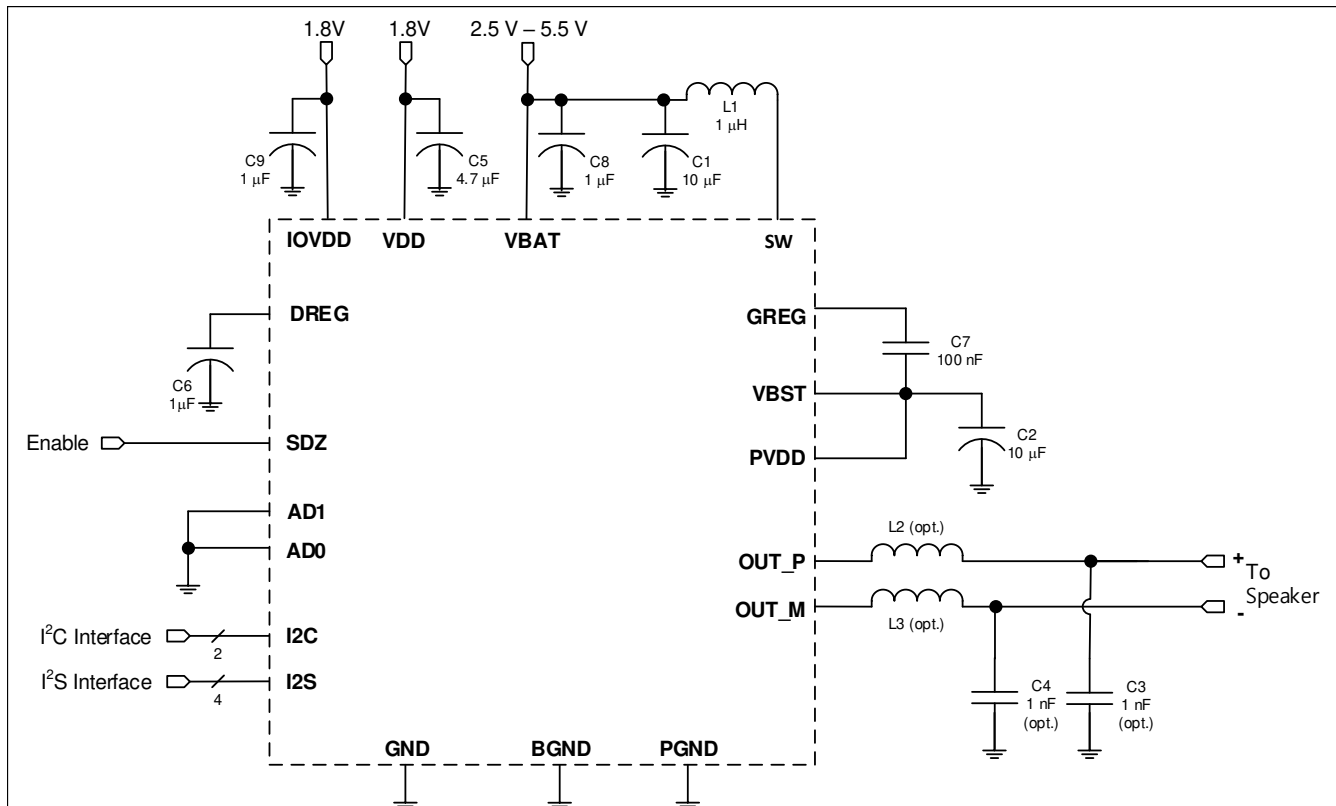 1.8V
1.8V
2.5 V – 5.5 V
L1
1 μH
C9
1 μF
C5
4.7 μF
C8
1 μF
C1
10 μF
IOVDD
VDD
VBAT
SW
DREG
GREG
C7
100 nF
C6
1μF
VBST
Enable
SDZ
C2
10 μF
PVDD
AD1
AD0
L2 (opt.)
OUT_P
+
To
Speaker
-
OUT_M
L3 (opt.)
I²C Interface
2
I2C
I²S Interface
4
I2S
C4
1 nF
(opt.)
C3
1 nF
(opt.)
GND
BGND
PGND